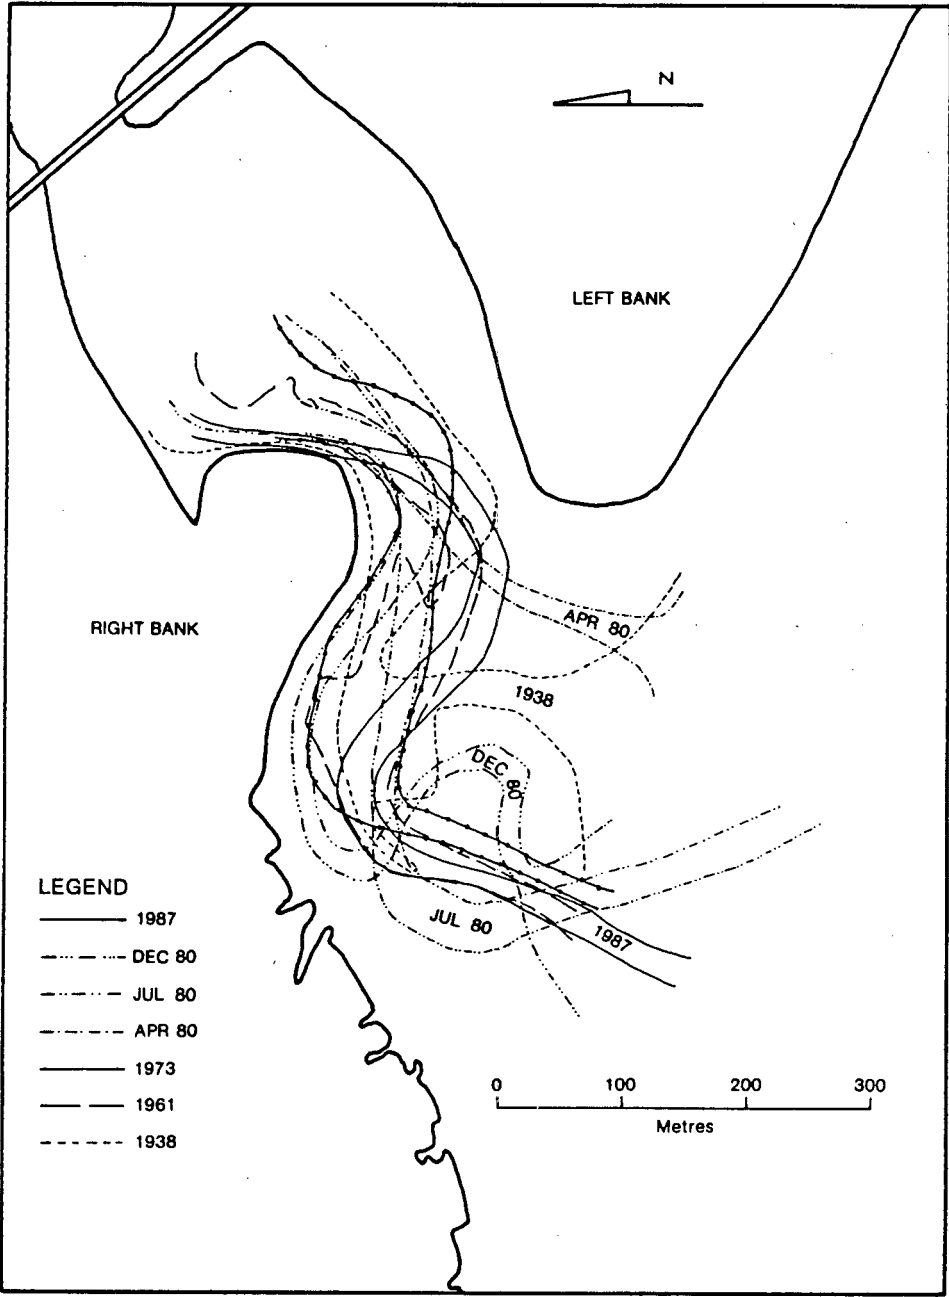 N
LEFT BANK
RIGHT BANK
APR 80
1938
DEC 80
JUL 80
1987
LEGEND
1987
DEC 80
JUL 80
APR 80
1973
1961
1938
0 100 200 300
Metres